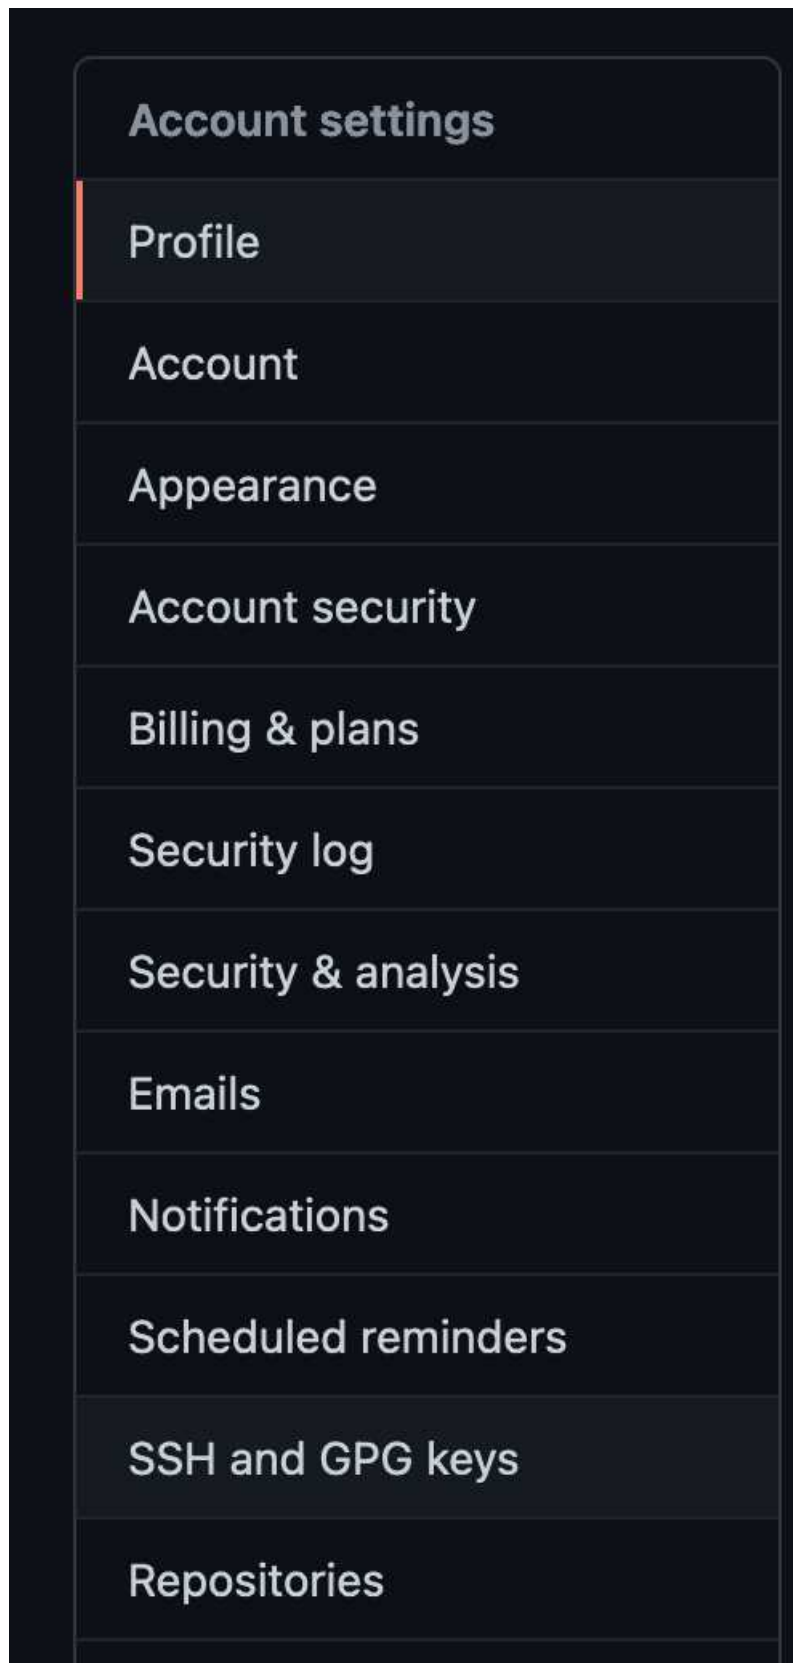 Account settings
Profile
Account
Appearance
Account security
Billing & plans
Security log
Security & analysis
Emails
Notifications
Scheduled reminders
SSH and GPG keys
Repositories